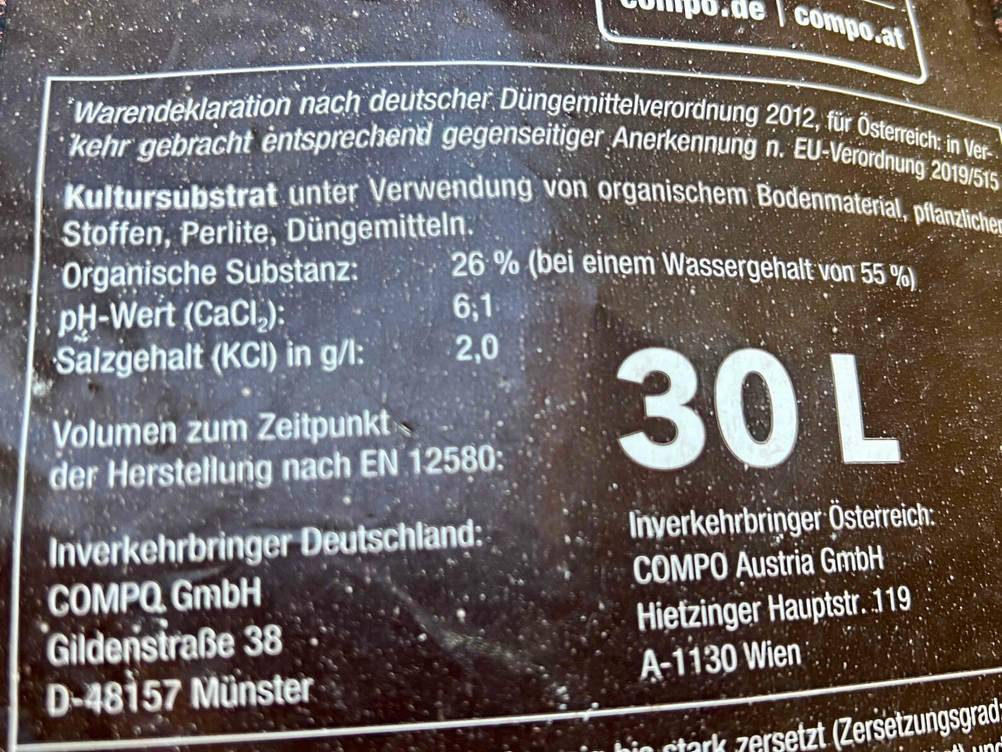 compo.de | compo.at
*Warendeklaration nach deutscher Düngemittelverordnung 2012, für Österreich: in Ver-
kehr gebracht entsprechend gegenseitiger Anerkennung n. EU-Verordnung 2019/515
Kultursubstrat unter Verwendung von organischem Bodenmaterial, pflanzlichen
Stoffen, Perlite, Düngemitteln.
Organische Substanz: 26 % (bei einem Wassergehalt von 55 %)
pH-Wert (CaCl₂): 6,1
Salzgehalt (KCl) in g/l: 2,0
Volumen zum Zeitpunkt
der Herstellung nach EN 12580:
30 L
Inverkehrbringer Deutschland:
COMPO GmbH
Gildenstraße 38
D-48157 Münster
Inverkehrbringer Österreich:
COMPO Austria GmbH
Hietzinger Hauptstr. 119
A-1130 Wien
bis stark zersetzt (Zersetzungsgrad: